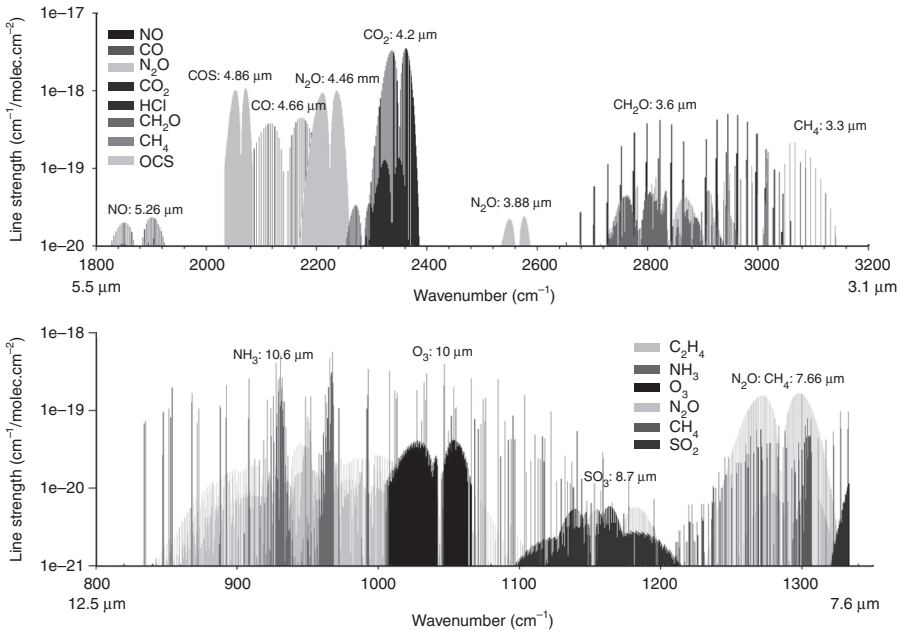 1e–17
1e–18
1e–19
1e–20
Line strength (cm⁻¹/molec.cm⁻²)
NO
CO
N₂O
CO₂
HCl
CH₂O
CH₄
OCS
NO: 5.26 μm
COS: 4.86 μm
CO: 4.66 μm
N₂O: 4.46 mm
CO₂: 4.2 μm
N₂O: 3.88 μm
CH₂O: 3.6 μm
CH₄: 3.3 μm
1800 2000 2200 2400 2600 2800 3000 3200
5.5 μm 3.1 μm
Wavenumber (cm⁻¹)
1e–18
1e–19
1e–20
1e–21
Line strength (cm⁻¹/molec.cm⁻²)
NH₃: 10.6 μm
O₃: 10 μm
C₂H₄
NH₃
O₃
N₂O
CH₄
SO₂
SO₃: 8.7 μm
N₂O: CH₄: 7.66 μm
800 900 1000 1100 1200 1300
12.5 μm 7.6 μm
Wavenumber (cm⁻¹)